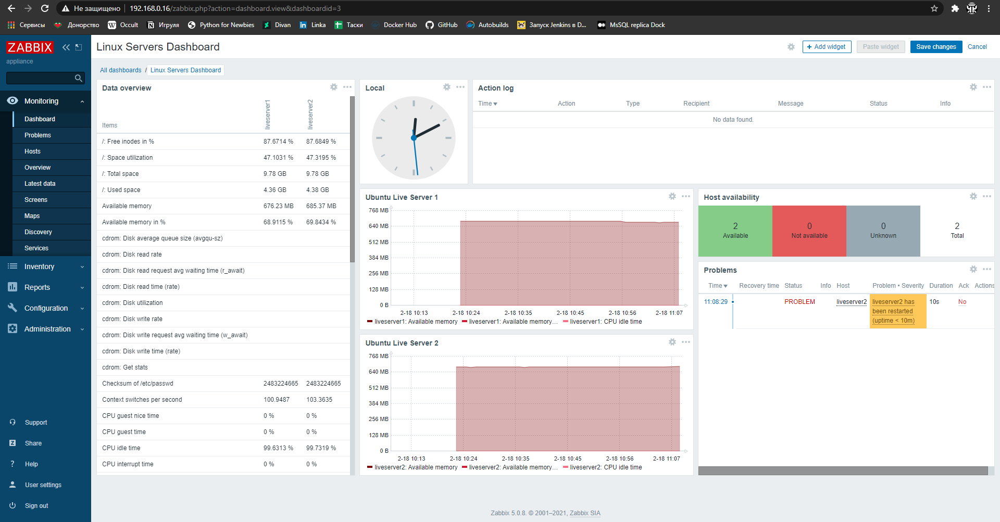 Не защищено 192.168.0.16/zabbix.php?action=dashboard.view&dashboardid=3
Сервисы Донорство Occult Игруля Python for Newbies Divan Linka Таски Docker Hub GitHub Autobuilds Запуск Jenkins в D... MsSQL replica Dock
ZABBIX
appliance
Monitoring
Dashboard
Problems
Hosts
Overview
Latest data
Screens
Maps
Discovery
Services
Inventory
Reports
Configuration
Administration
Support
Share
Help
User settings
Sign out
Linux Servers Dashboard
+ Add widget Paste widget Save changes Cancel
All dashboards / Linux Servers Dashboard
Data overview
Items liveserver1 liveserver2
/: Free inodes in % 87.6714 % 87.6849 %
/: Space utilization 47.1031 % 47.3195 %
/: Total space 9.78 GB 9.78 GB
/: Used space 4.36 GB 4.38 GB
Available memory 676.23 MB 685.37 MB
Available memory in % 68.9115 % 69.8434 %
cdrom: Disk average queue size (avgqu-sz)
cdrom: Disk read rate
cdrom: Disk read request avg waiting time (r_await)
cdrom: Disk read time (rate)
cdrom: Disk utilization
cdrom: Disk write rate
cdrom: Disk write request avg waiting time (w_await)
cdrom: Disk write time (rate)
cdrom: Get stats
Checksum of /etc/passwd 2483224665 2483224665
Context switches per second 100.9487 103.3635
CPU guest nice time 0 % 0 %
CPU guest time 0 % 0 %
CPU idle time 99.6313 % 99.7319 %
CPU interrupt time 0 % 0 %
Local
Action log
Time Action Type Recipient Message Status Info
No data found.
Ubuntu Live Server 1
768 MB
640 MB
512 MB
384 MB
256 MB
128 MB
0 B
2-18 10:13 2-18 10:24 2-18 10:35 2-18 10:45 2-18 10:56 2-18 11:07
liveserver1: Available memory liveserver1: Available memory... liveserver1: CPU idle time
Ubuntu Live Server 2
768 MB
640 MB
512 MB
384 MB
256 MB
128 MB
0 B
2-18 10:13 2-18 10:24 2-18 10:35 2-18 10:45 2-18 10:56 2-18 11:07
liveserver2: Available memory liveserver2: Available memory... liveserver2: CPU idle time
Host availability
2 0 0 2
Available Not available Unknown Total
Problems
Time Recovery time Status Info Host Problem • Severity Duration Ack Actions
11:08:29 PROBLEM liveserver2 liveserver2 has 10s No
been restarted
(uptime < 10m)
Zabbix 5.0.8. © 2001–2021, Zabbix SIA